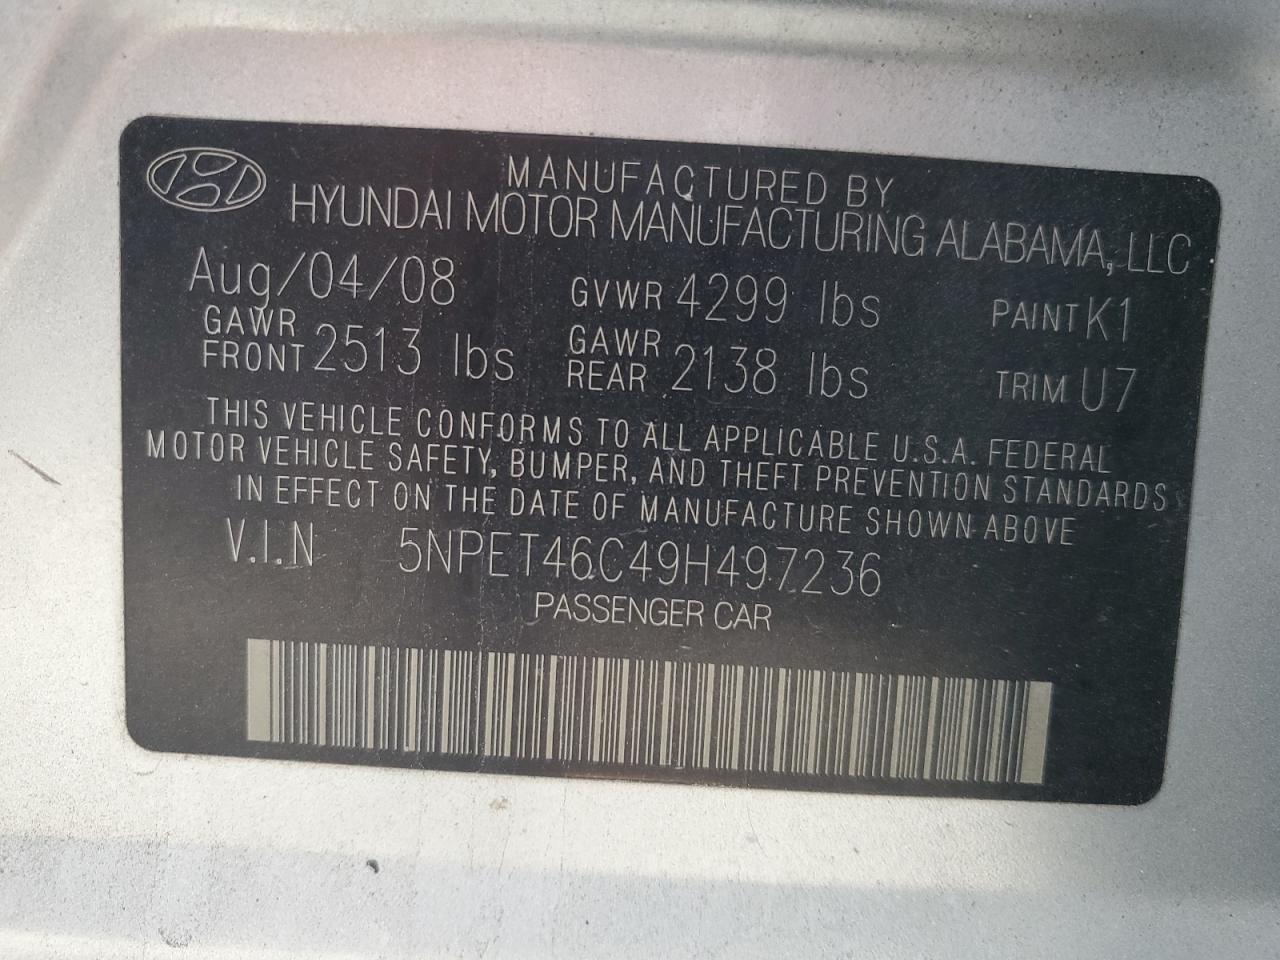 MANUFACTURED BY
HYUNDAI MOTOR MANUFACTURING ALABAMA, LLC
Aug/04/08 GVWR 4299 lbs PAINT K1
GAWR FRONT 2513 lbs GAWR REAR 2138 lbs TRIM U7
THIS VEHICLE CONFORMS TO ALL APPLICABLE U.S.A. FEDERAL
MOTOR VEHICLE SAFETY, BUMPER, AND THEFT PREVENTION STANDARDS
IN EFFECT ON THE DATE OF MANUFACTURE SHOWN ABOVE
V.I.N 5NPET46C49H497236
PASSENGER CAR